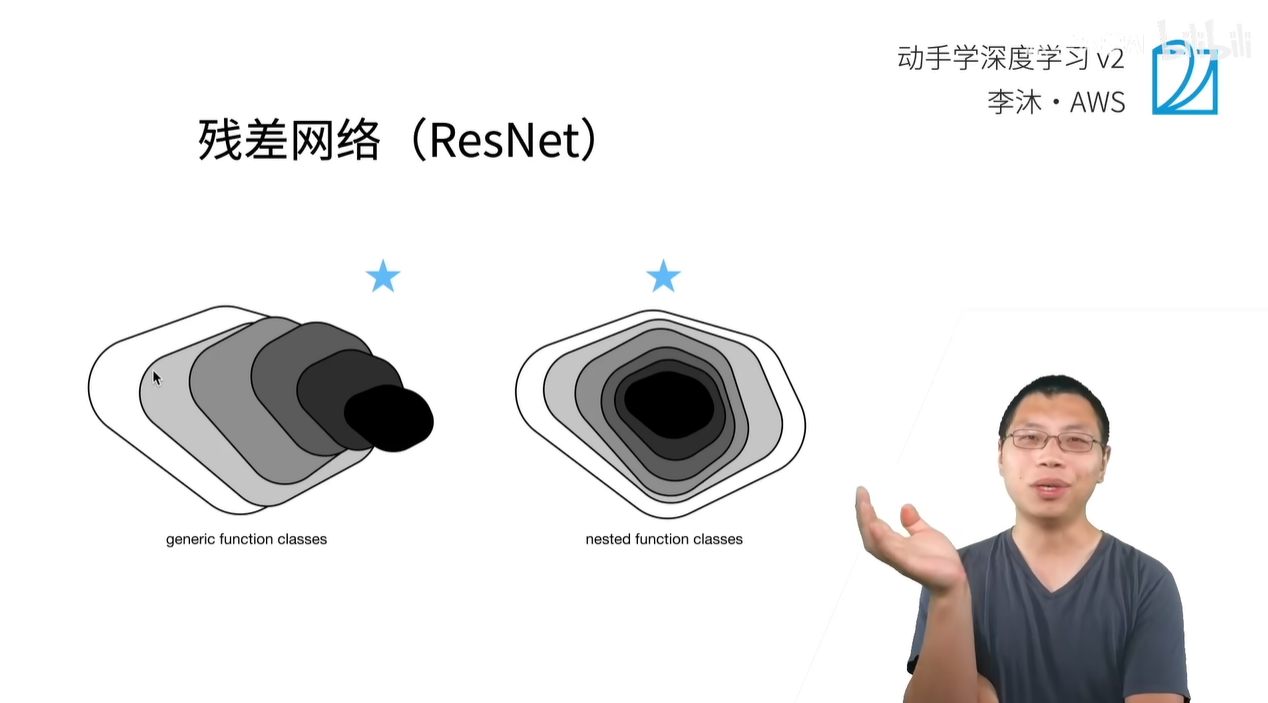 动手学深度学习 v2
李沐·AWS
bilibili
残差网络（ResNet）
generic function classes
nested function classes